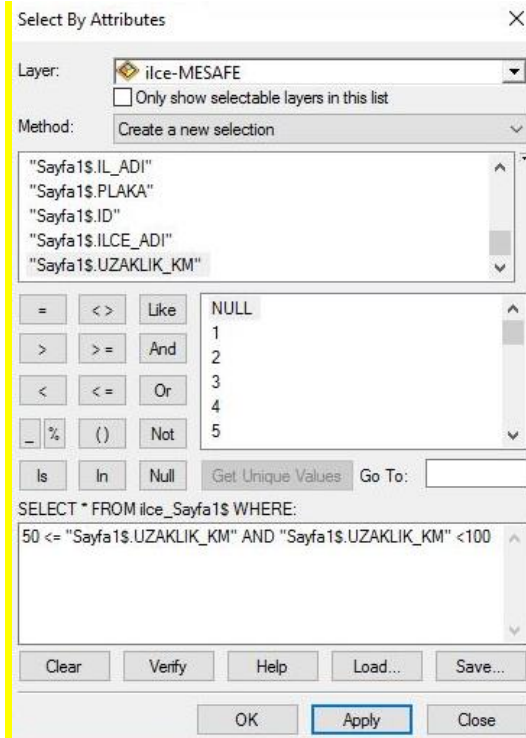 Select By Attributes
Layer: ilce-MESAFE
Only show selectable layers in this list
Method: Create a new selection
"Sayfa1$.IL_ADI"
"Sayfa1$.PLAKA"
"Sayfa1$.ID"
"Sayfa1$.ILCE_ADI"
"Sayfa1$.UZAKLIK_KM"
= < > Like NULL
1
> > = And 2
3
< < = Or 4
_ % () Not 5
Is In Null Get Unique Values Go To:
SELECT * FROM ilce_Sayfa1$ WHERE:
50 <= "Sayfa1$.UZAKLIK_KM" AND "Sayfa1$.UZAKLIK_KM" <100
Clear Verify Help Load... Save...
OK Apply Close